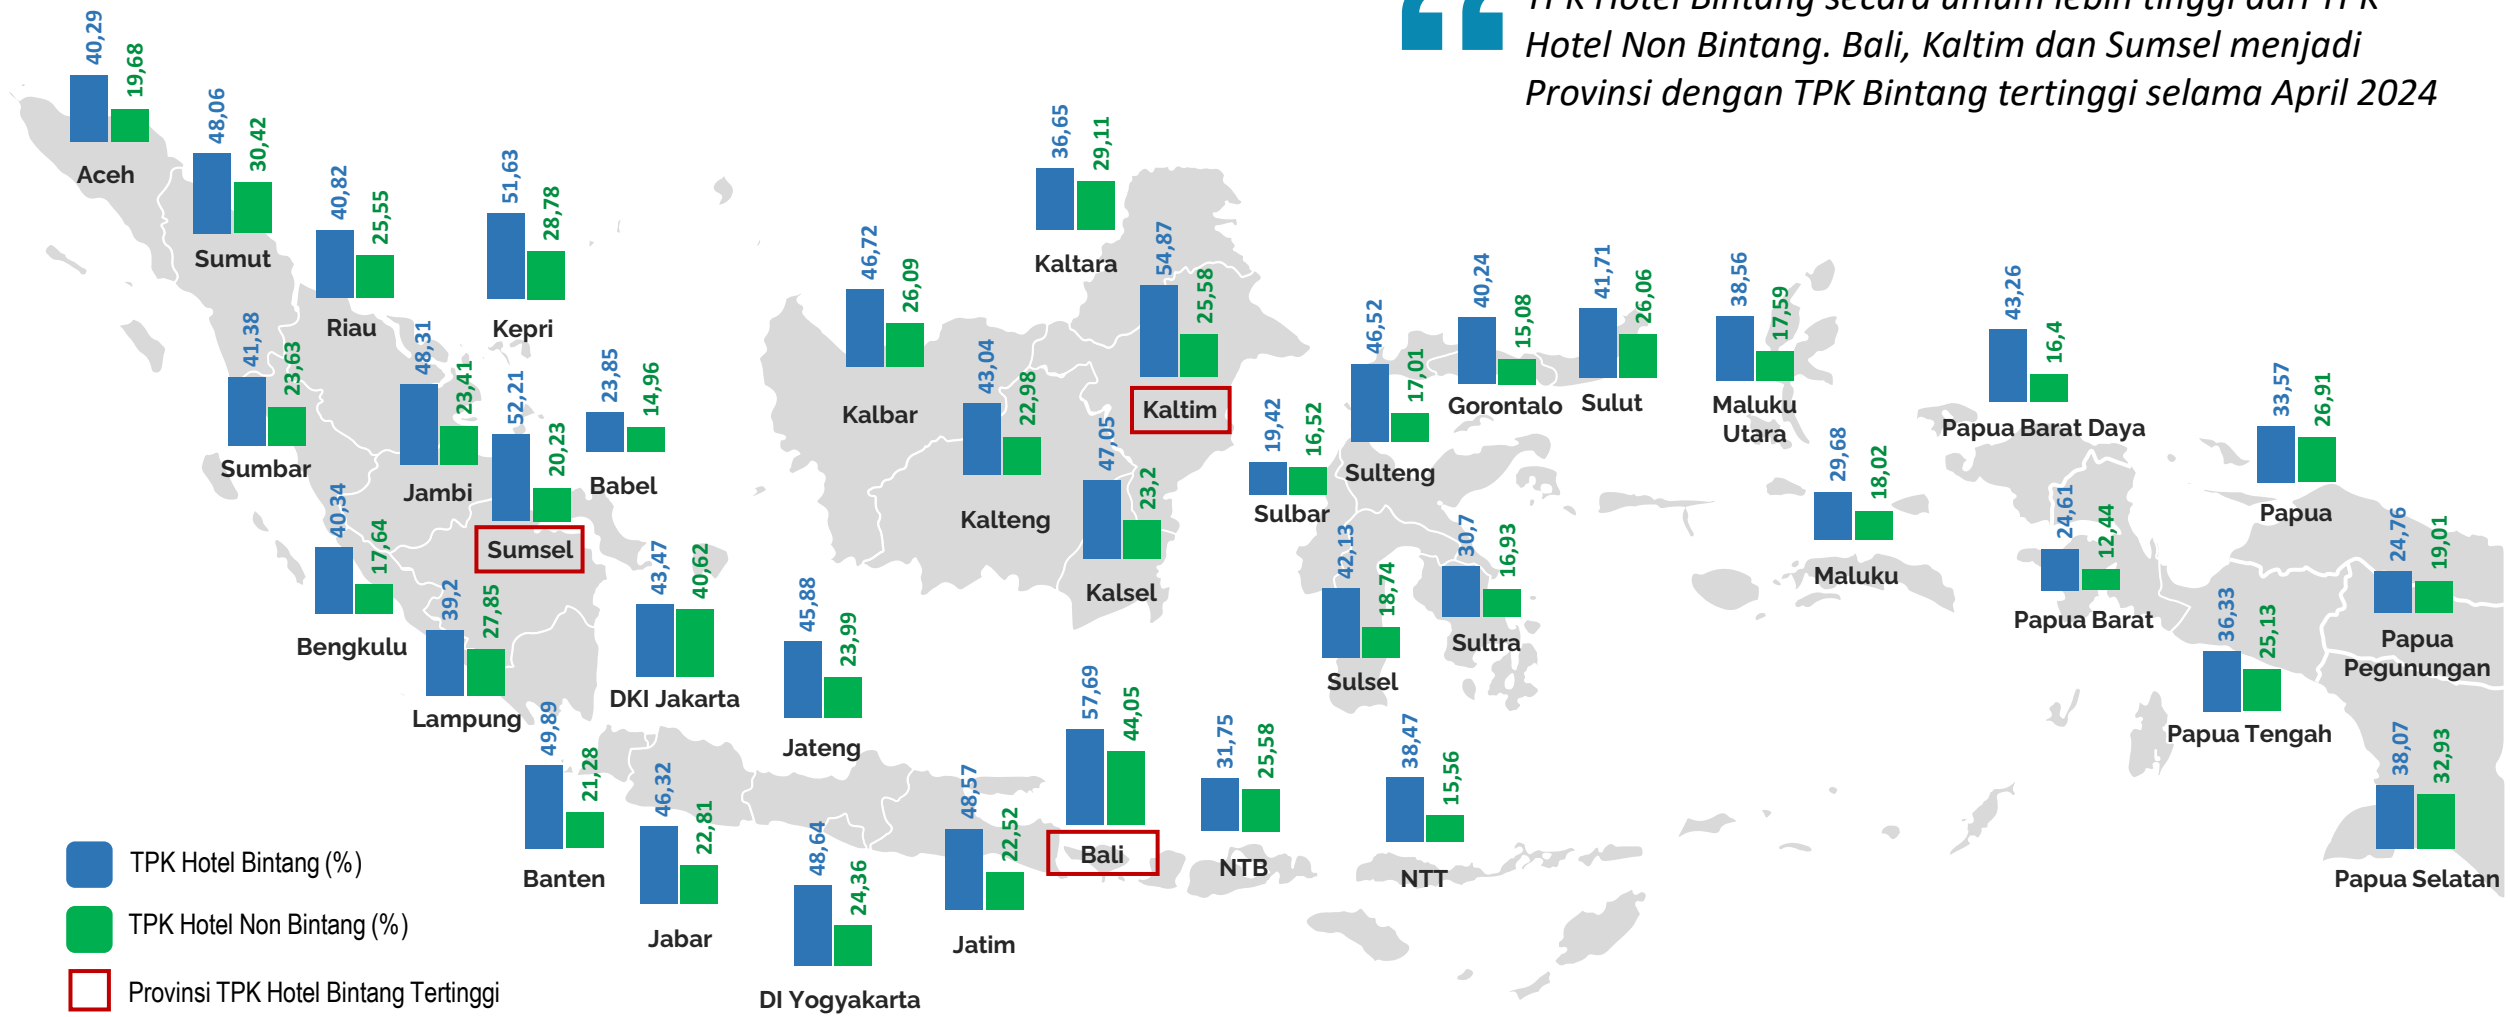 TPK Hotel Bintang secara umum lebih tinggi dari TPK
Hotel Non Bintang. Bali, Kaltim dan Sumsel menjadi
Provinsi dengan TPK Bintang tertinggi selama April 2024
40,29
19,68
Aceh
48,06
30,42
Sumut
40,82
25,55
Riau
51,63
28,78
Kepri
41,38
23,63
Sumbar
48,31
23,41
Jambi
52,21
20,23
Sumsel
23,85
14,96
Babel
40,34
17,64
Bengkulu
39,2
27,85
Lampung
43,47
40,62
DKI Jakarta
49,89
21,28
Banten
46,32
22,81
Jabar
45,88
23,99
Jateng
48,64
24,36
DI Yogyakarta
48,57
22,52
Jatim
57,69
44,05
Bali
31,75
25,58
NTB
38,47
15,56
NTT
46,72
26,09
Kalbar
43,04
22,98
Kalteng
47,05
23,2
Kalsel
54,87
25,58
Kaltim
36,65
29,11
Kaltara
19,42
16,52
Sulbar
46,52
17,01
Sulteng
40,24
15,08
Gorontalo
41,71
26,06
Sulut
42,13
18,74
Sulsel
30,7
16,93
Sultra
38,56
17,59
Maluku
Utara
29,68
18,02
Maluku
43,26
16,4
Papua Barat Daya
24,61
12,44
Papua Barat
33,57
26,91
Papua
36,33
25,13
Papua Tengah
24,76
19,01
Papua
Pegunungan
38,07
32,93
Papua Selatan
TPK Hotel Bintang (%)
TPK Hotel Non Bintang (%)
Provinsi TPK Hotel Bintang Tertinggi